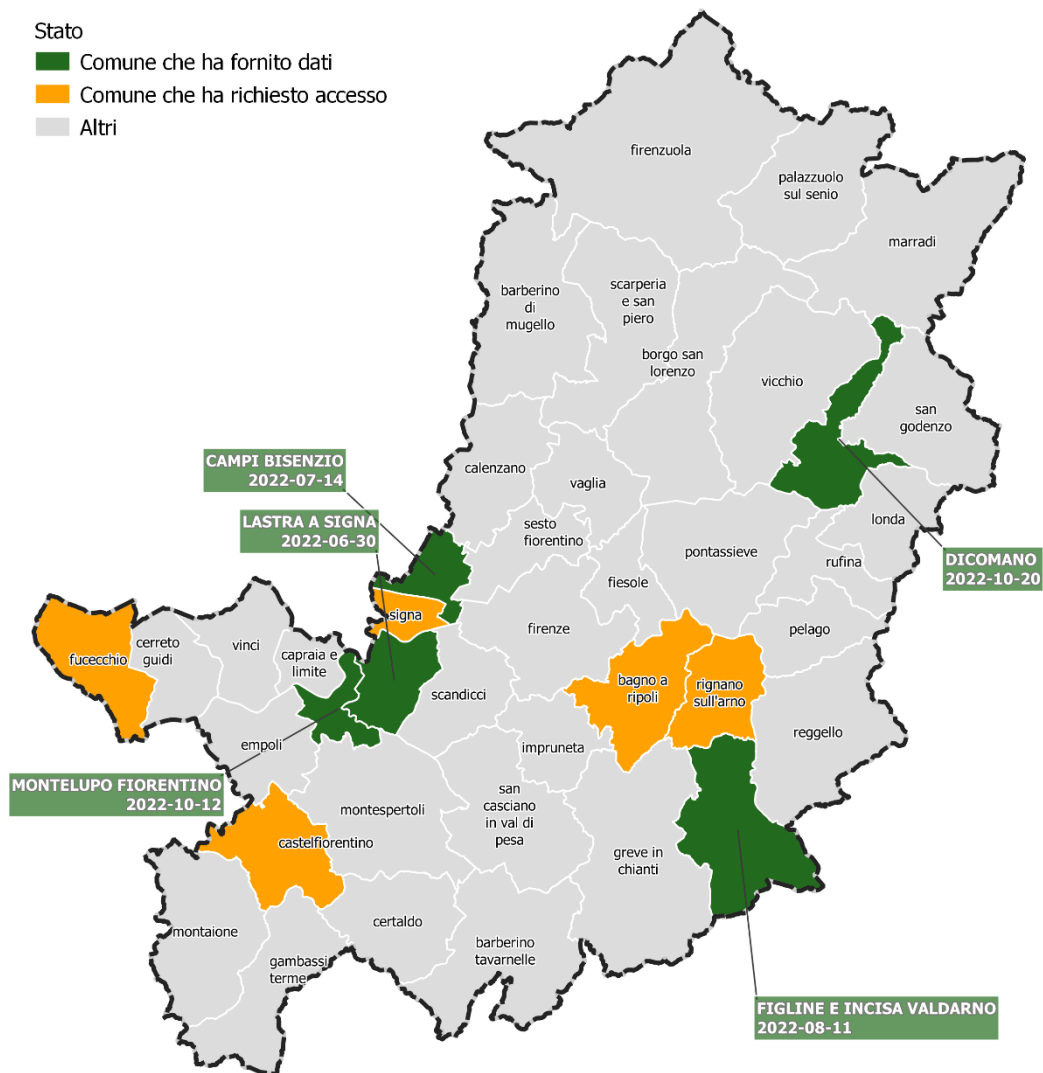 Stato
Comune che ha fornito dati
Comune che ha richiesto accesso
Altri
firenzuola
palazzuolo
sul senio
marradi
barberino
di
mugello
scarperia
e san
piero
borgo san
lorenzo
vicchio
san
godenzo
CAMPI BISENZIO
2022-07-14
calenzano
vaglia
LASTRA A SIGNA
2022-06-30
sesto
fiorentino
pontassieve
londa
rufina
DICOMANO
2022-10-20
fiesole
signa
firenze
pelago
fucecchio
cerreto
guidi
vinci
capraia e
limite
scandicci
bagno a
ripoli
rignano
sull'arno
reggello
empoli
impruneta
MONTELUPO FIORENTINO
2022-10-12
montespertoli
san
casciano
in val di
pesa
castelfiorentino
greve in
chianti
montaione
certaldo
barberino
tavarnelle
gambassi
terme
FIGLINE E INCISA VALDARNO
2022-08-11